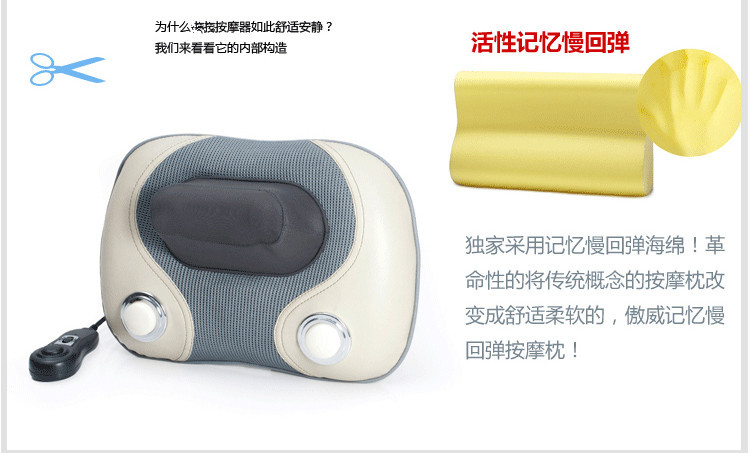 为什么 按摩器如此舒适安静？
我们来看看它的内部构造
活性记忆慢回弹
独家采用记忆慢回弹海绵！革
命性的将传统概念的按摩枕改
变成舒适柔软的，傲威记忆慢
回弹按摩枕！